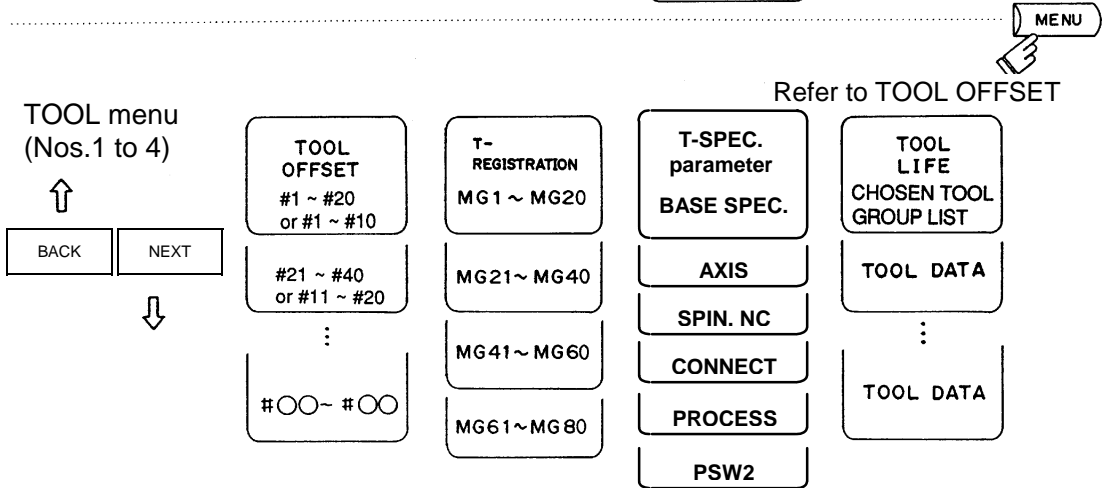 MENU
Refer to TOOL OFFSET
TOOL menu
(Nos.1 to 4)
BACK
NEXT
TOOL
OFFSET
#1 ~ #20
or #1 ~ #10
#21 ~ #40
or #11 ~ #20
⋮
#○○~ #○○
T-
REGISTRATION
MG1 ~ MG20
MG21~ MG40
MG41~ MG60
MG61~MG80
T-SPEC.
parameter
BASE SPEC.
AXIS
SPIN. NC
CONNECT
PROCESS
PSW2
TOOL
LIFE
CHOSEN TOOL
GROUP LIST
TOOL DATA
⋮
TOOL DATA